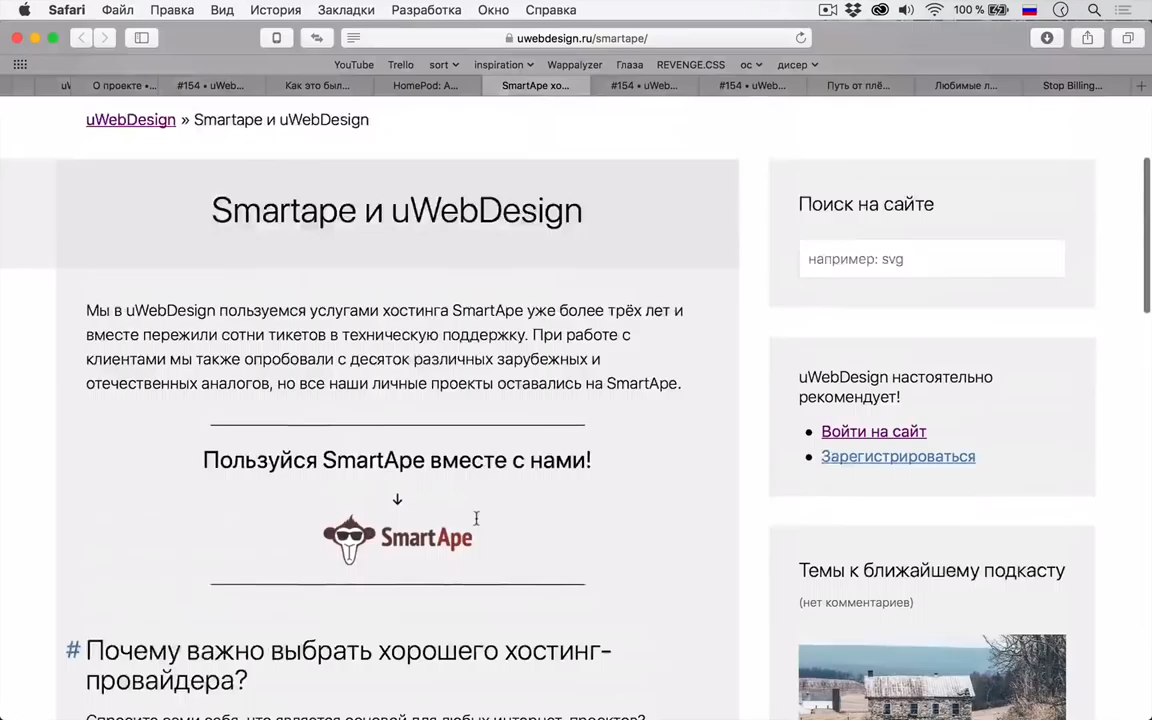 Safari Файл Правка Вид История Закладки Разработка Окно Справка 100 %
uwebdesign.ru/smartape/
YouTube Trello sort inspiration Wappalyzer Глаза REVENGE.CSS ос дисер
О проекте •... #154 • uWeb... Как это был... HomePod: A... SmartApe хо... #154 • uWeb... #154 • uWeb... Путь от плё... Любимые л... Stop Billing...
uWebDesign » Smartape и uWebDesign
Smartape и uWebDesign
Мы в uWebDesign пользуемся услугами хостинга SmartApe уже более трёх лет и
вместе пережили сотни тикетов в техническую поддержку. При работе с
клиентами мы также опробовали с десяток различных зарубежных и
отечественных аналогов, но все наши личные проекты оставались на SmartApe.
Пользуйся SmartApe вместе с нами!
↓
SmartApe
# Почему важно выбрать хорошего хостинг-
провайдера?
Поиск на сайте
например: svg
uWebDesign настоятельно
рекомендует!
Войти на сайт
Зарегистрироваться
Темы к ближайшему подкасту
(нет комментариев)